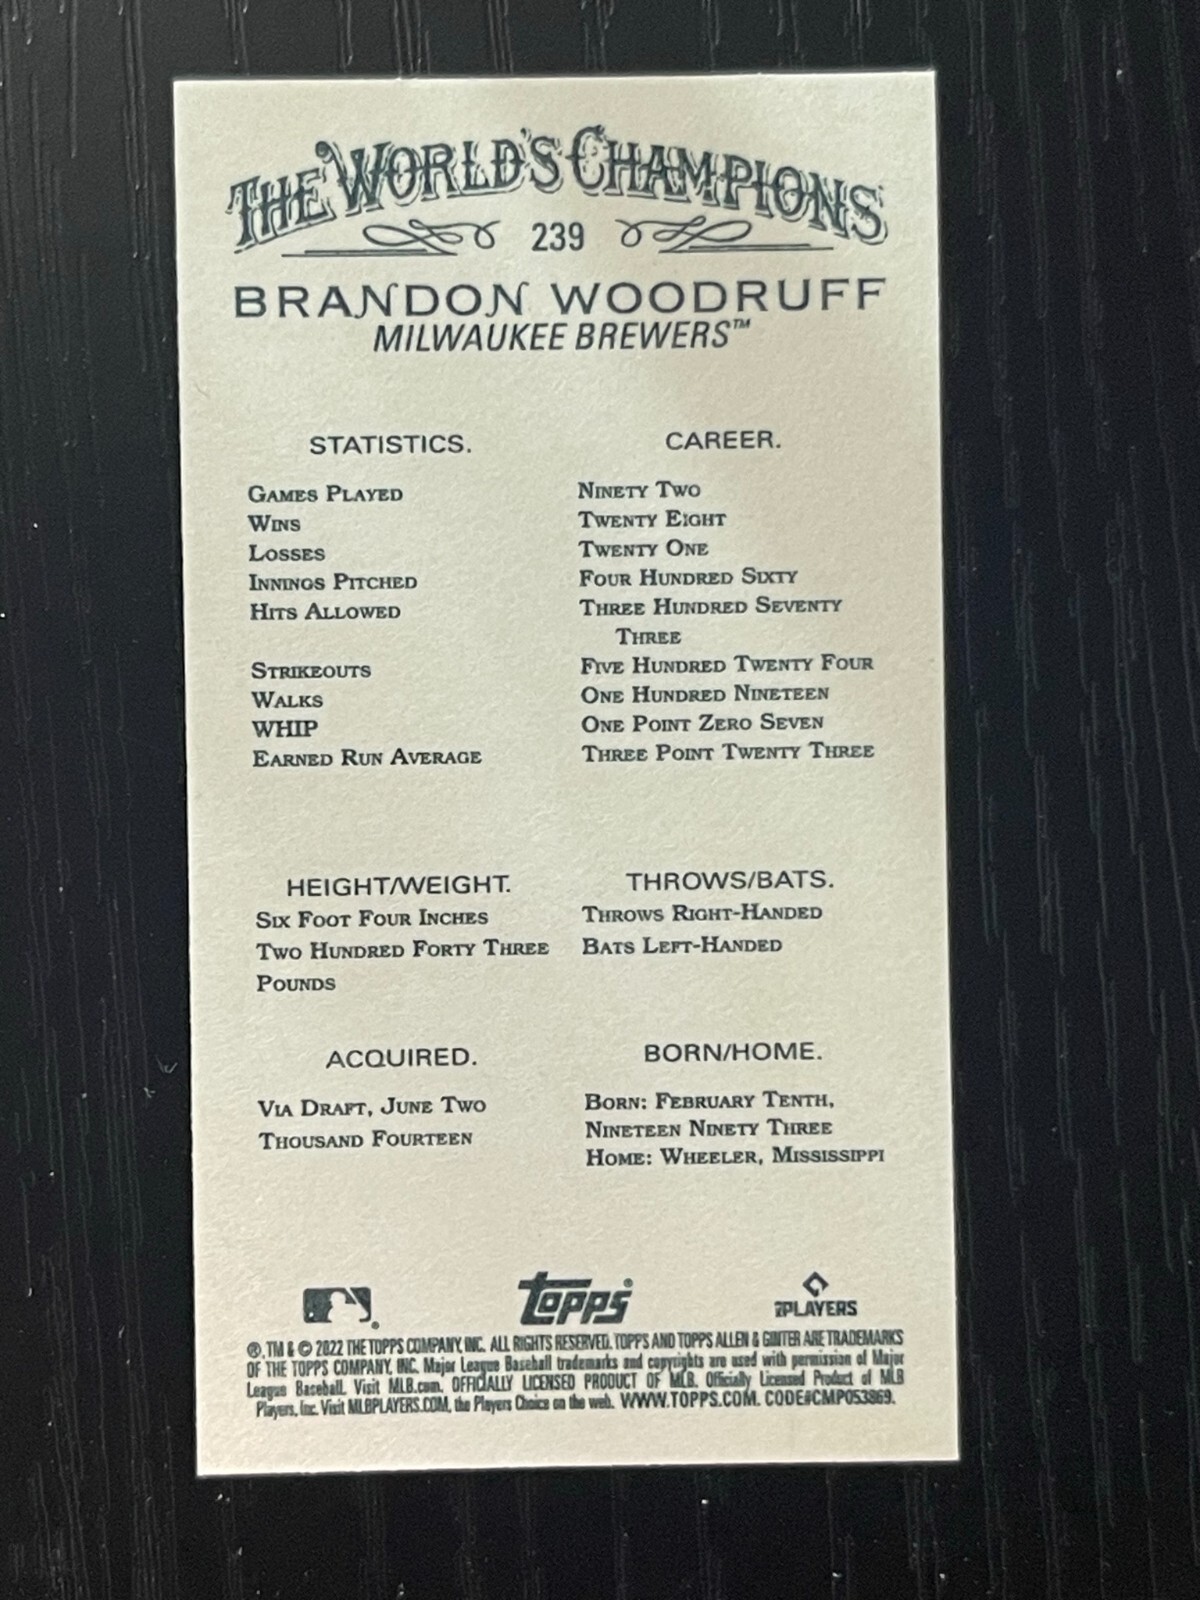 THE WORLD'S CHAMPIONS
239
BRANDON WOODRUFF
MILWAUKEE BREWERS™
STATISTICS. CAREER.
GAMES PLAYED NINETY TWO
WINS TWENTY EIGHT
LOSSES TWENTY ONE
INNINGS PITCHED FOUR HUNDRED SIXTY
HITS ALLOWED THREE HUNDRED SEVENTY
THREE
STRIKEOUTS FIVE HUNDRED TWENTY FOUR
WALKS ONE HUNDRED NINETEEN
WHIP ONE POINT ZERO SEVEN
EARNED RUN AVERAGE THREE POINT TWENTY THREE
HEIGHT/WEIGHT.
SIX FOOT FOUR INCHES
TWO HUNDRED FORTY THREE
POUNDS
THROWS/BATS.
THROWS RIGHT-HANDED
BATS LEFT-HANDED
ACQUIRED.
VIA DRAFT, JUNE TWO
THOUSAND FOURTEEN
BORN/HOME.
BORN: FEBRUARY TENTH,
NINETEEN NINETY THREE
HOME: WHEELER, MISSISSIPPI
topps®
PLAYERS
®, TM & © 2022 THE TOPPS COMPANY, INC. ALL RIGHTS RESERVED. TOPPS AND TOPPS ALLEN & GINTER ARE TRADEMARKS
OF THE TOPPS COMPANY, INC. Major League Baseball trademarks and copyrights are used with permission of Major
League Baseball. Visit MLB.com. OFFICIALLY LICENSED PRODUCT OF MLB. Officially Licensed Product of MLB
Players, Inc. Visit MLBPLAYERS.COM, the Players Choice on the web. WWW.TOPPS.COM. CODE#CMP053869.